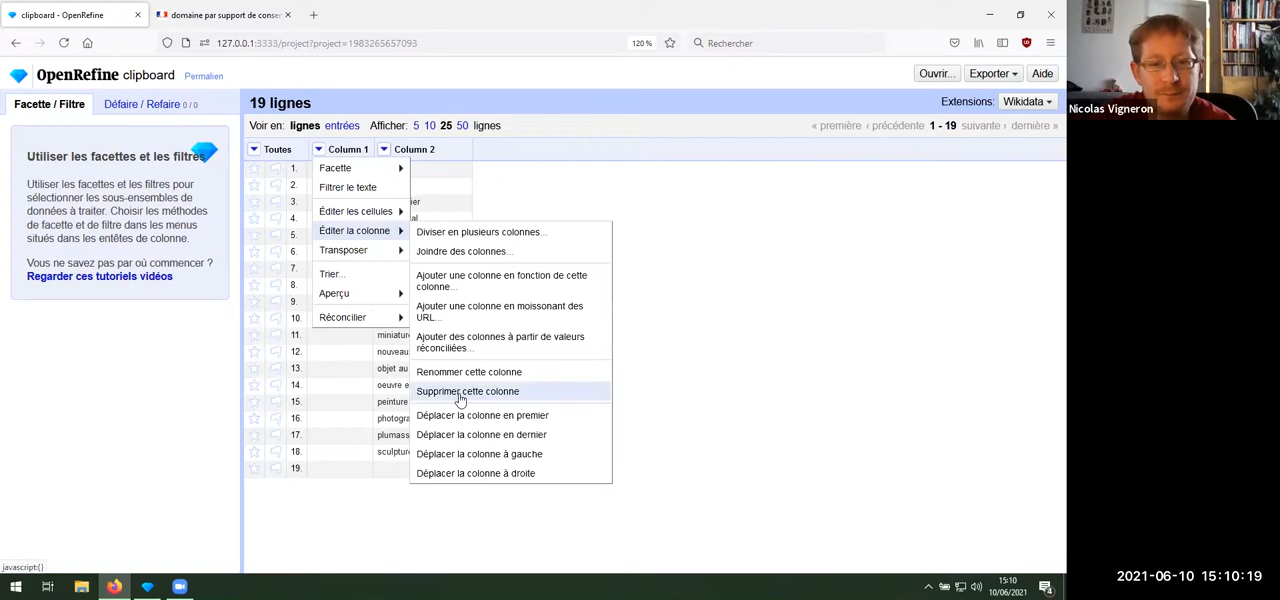 clipboard - OpenRefine
domaine par support de conser
127.0.0.1:3333/project?project=1983265657093
120 %
Rechercher
OpenRefine clipboard Permalien
Ouvrir...
Exporter
Aide
Nicolas Vigneron
Facette / Filtre
Défaire / Refaire 0 / 0
19 lignes
Extensions:
Wikidata
Voir en: lignes entrées Afficher: 5 10 25 50 lignes
« première ‹ précédente 1 - 19 suivante › dernière »
Utiliser les facettes et les filtres
Utiliser les facettes et les filtres pour
sélectionner les sous-ensembles de
données à traiter. Choisir les méthodes
de facette et de filtre dans les menus
situés dans les entêtes de colonne.
Vous ne savez pas par où commencer ?
Regarder ces tutoriels vidéos
Toutes
Column 1
Column 2
1.
2.
3.
4.
5.
6.
7.
8.
9.
10.
11. miniature
12. nouveau
13. objet au
14. oeuvre e
15. peinture
16. photogra
17. plumass
18. sculptur
19.
Facette
Filtrer le texte
Éditer les cellules
Éditer la colonne
Transposer
Trier...
Aperçu
Réconcilier
Diviser en plusieurs colonnes...
Joindre des colonnes...
Ajouter une colonne en fonction de cette
colonne...
Ajouter une colonne en moissonant des
URL...
Ajouter des colonnes à partir de valeurs
réconciliées...
Renommer cette colonne
Supprimer cette colonne
Déplacer la colonne en premier
Déplacer la colonne en dernier
Déplacer la colonne à gauche
Déplacer la colonne à droite
javascript:{}
15:10
10/06/2021
4
2021-06-10 15:10:19